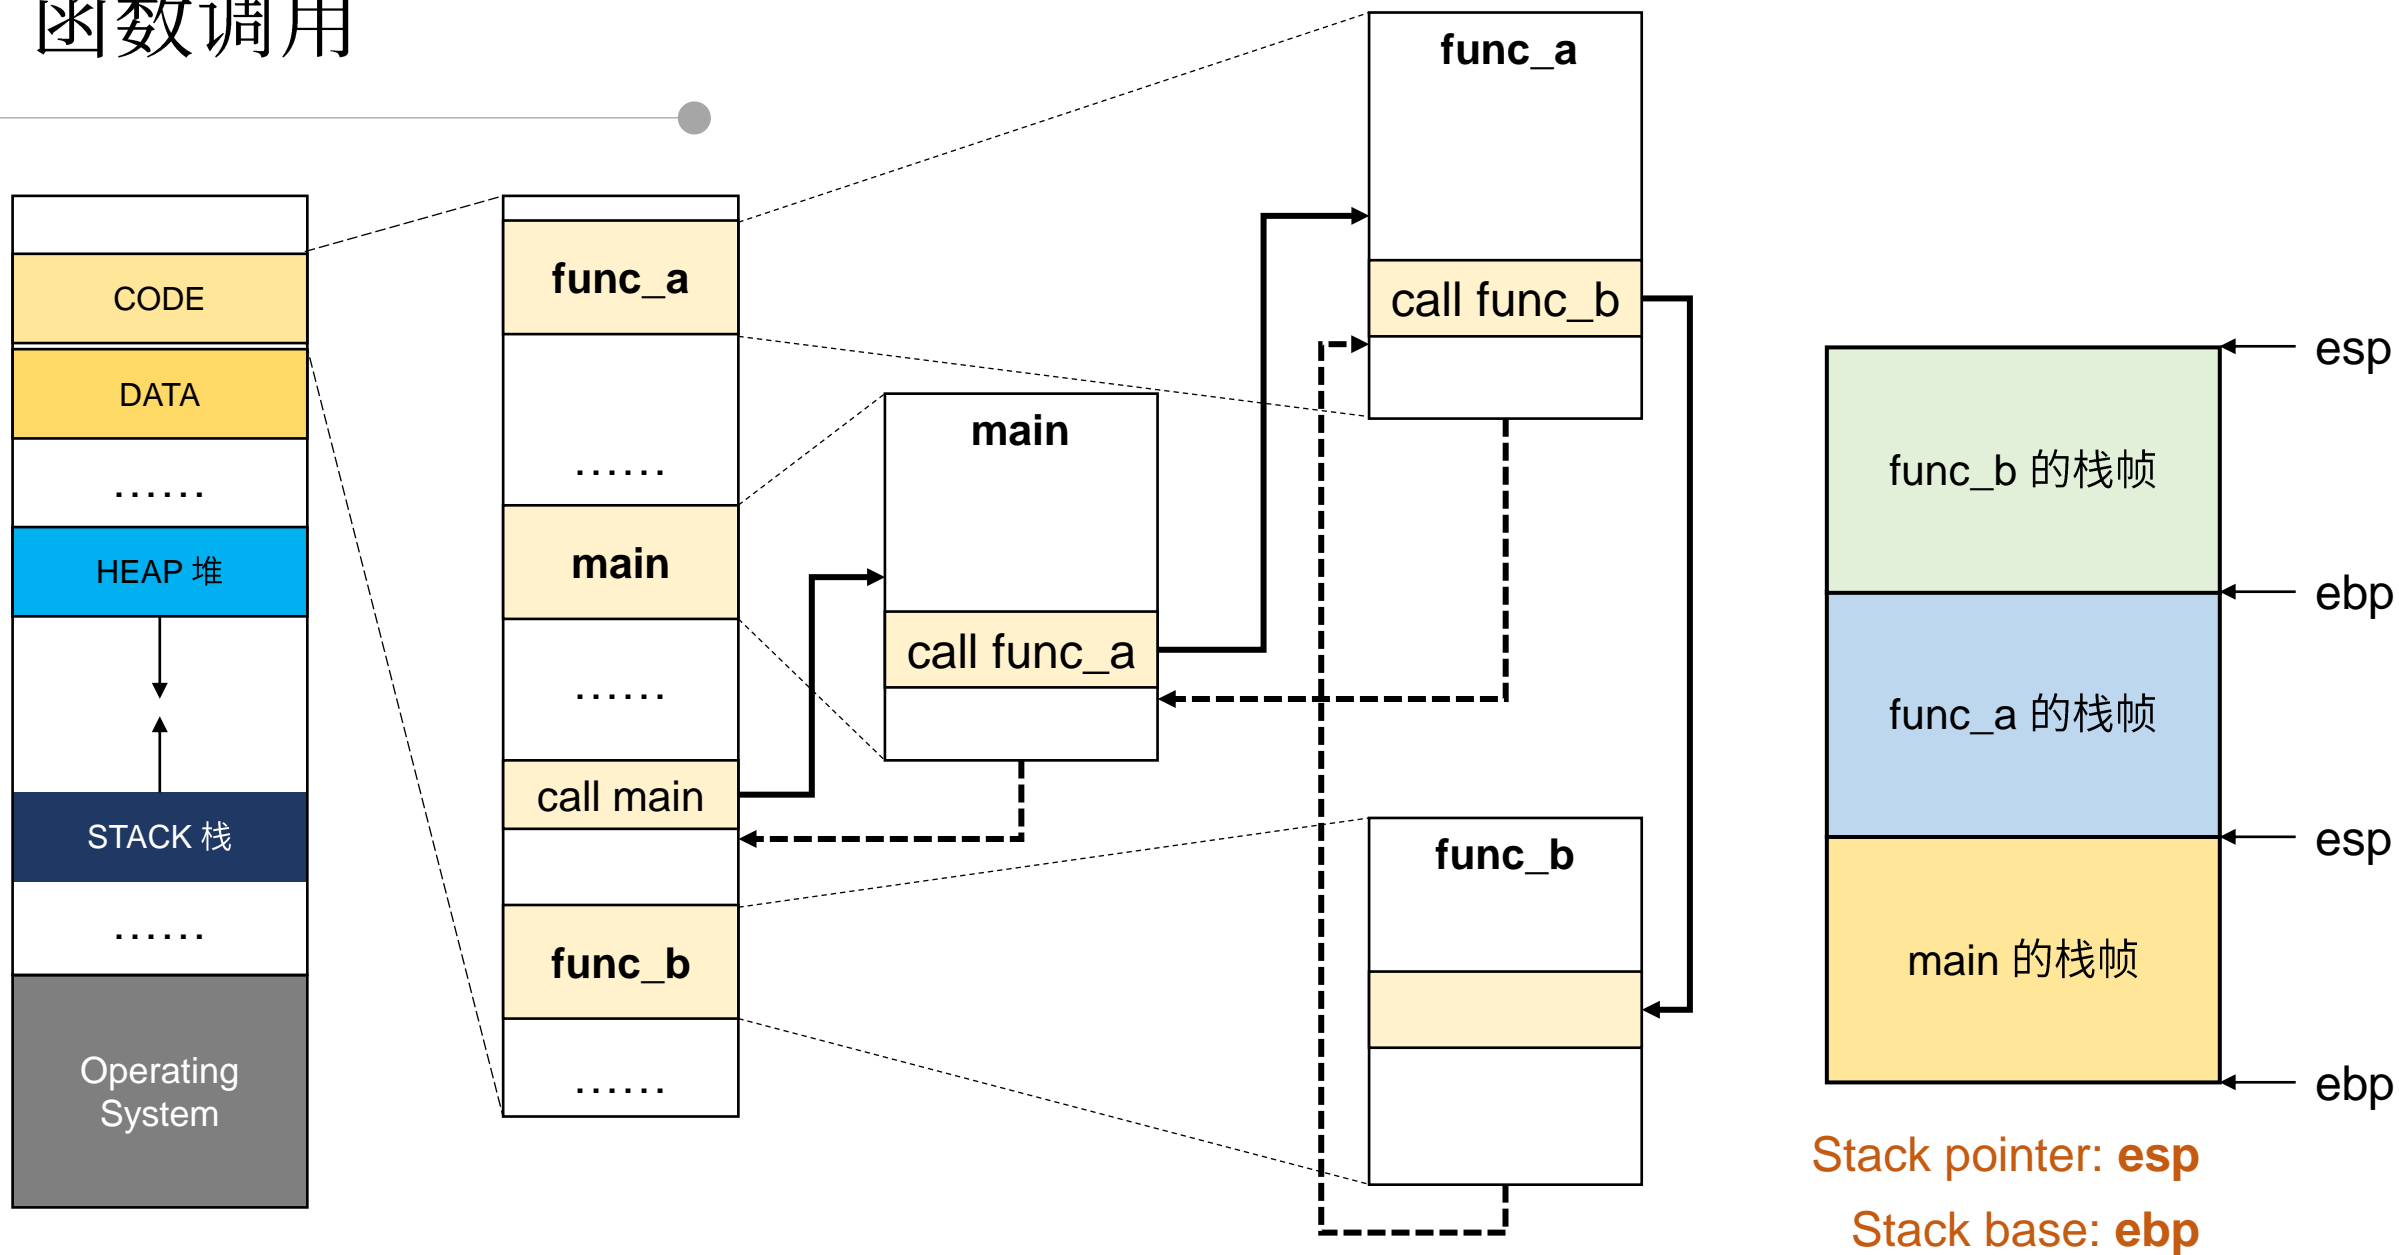 函数调用
CODE
DATA
......
HEAP 堆
STACK 栈
......
Operating
System
func_a
......
main
......
call main
func_b
......
main
call func_a
func_a
call func_b
func_b
esp
func_b 的栈帧
ebp
func_a 的栈帧
esp
main 的栈帧
ebp
Stack pointer: esp
Stack base: ebp